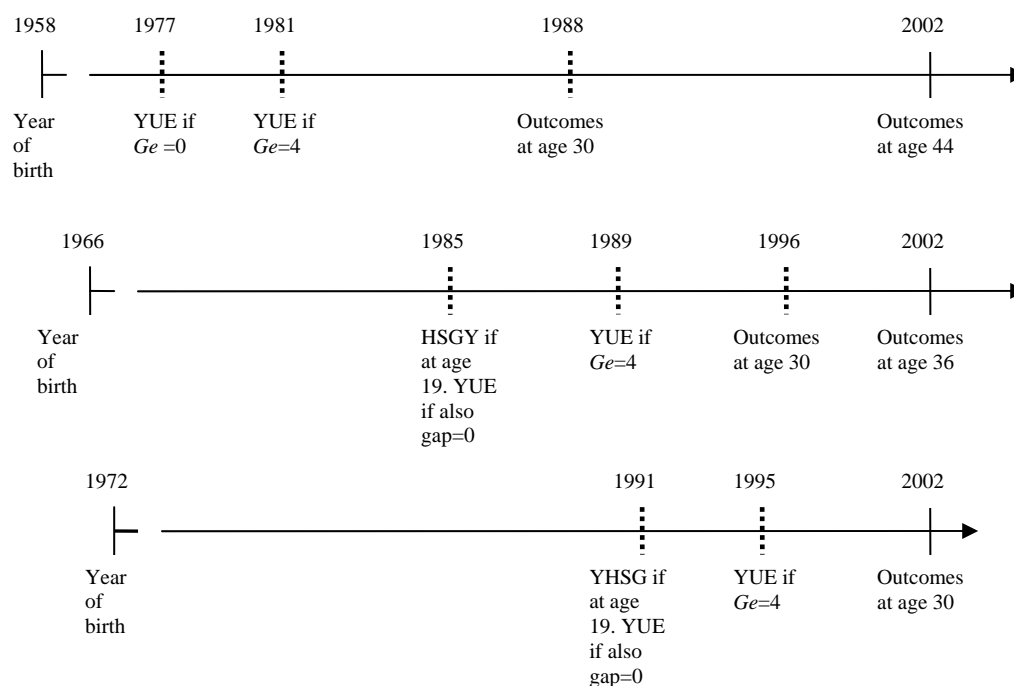 1958 1977 1981 1988 2002
Year
of
birth
YUE if
Ge =0
YUE if
Ge=4
Outcomes
at age 30
Outcomes
at age 44
1966 1985 1989 1996 2002
Year
of
birth
HSGY if
at age
19. YUE
if also
gap=0
YUE if
Ge=4
Outcomes
at age 30
Outcomes
at age 36
1972 1991 1995 2002
Year
of
birth
YHSG if
at age
19. YUE
if also
gap=0
YUE if
Ge=4
Outcomes
at age 30